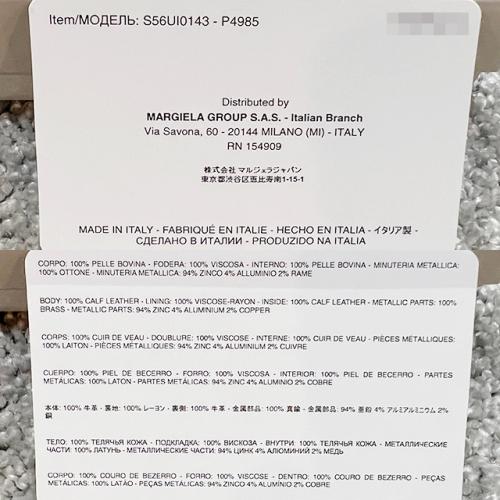 Item/МОДЕЛЬ: S56UI0143 - P4985
Distributed by
MARGIELA GROUP S.A.S. - Italian Branch
Via Savona, 60 - 20144 MILANO (MI) - ITALY
RN 154909
株式会社 マルジェラジャパン
東京都渋谷区恵比寿南1-15-1
MADE IN ITALY - FABRIQUÉ EN ITALIE - HECHO EN ITALIA - イタリア製 -
СДЕЛАНО В ИТАЛИИ - PRODUZIDO NA ITALIA
CORPO: 100% PELLE BOVINA - FODERA: 100% VISCOSA - INTERNO: 100% PELLE BOVINA - MINUTERIA METALLICA:
100% OTTONE - MINUTERIA METALLICA: 94% ZINCO 4% ALLUMINIO 2% RAME
BODY: 100% CALF LEATHER - LINING: 100% VISCOSE-RAYON - INSIDE: 100% CALF LEATHER - METALLIC PARTS: 100%
BRASS - METALLIC PARTS: 94% ZINC 4% ALUMINIUM 2% COPPER
CORPS: 100% CUIR DE VEAU - DOUBLURE: 100% VISCOSE - INTERNE: 100% CUIR DE VEAU - PIÈCES MÉTALLIQUES:
100% LAITON - PIÈCES MÉTALLIQUES: 94% ZINC 4% ALUMINIUM 2% CUIVRE
CUERPO: 100% PIEL DE BECERRO - FORRO: 100% VISCOSA - INTERIOR: 100% PIEL DE BECERRO - PARTES
METÁLICAS: 100% LATON - PARTES METÁLICAS: 94% ZINC 4% ALUMINIO 2% COBRE
本体: 100% 牛革 - 裏地: 100% レーヨン - 裏側: 100% 牛革 - 金属部品: 100% 真鍮 - 金属部品: 94% 亜鉛 4% アルミアルミニウム 2%
銅
ТЕЛО: 100% ТЕЛЯЧЬЯ КОЖА - ПОДКЛАДКА: 100% ВИСКОЗА - ВНУТРИ: 100% ТЕЛЯЧЬЯ КОЖА - МЕТАЛЛИЧЕСКИЕ
ЧАСТИ: 100% ЛАТУНЬ - МЕТАЛЛИЧЕСКИЕ ЧАСТИ: 94% ЦИНК 4% АЛЮМИНИЙ 2% МЕДЬ
CORPO: 100% COURO DE BEZERRO - FORRO: 100% VISCOSE - DENTRO: 100% COURO DE BEZERRO - PEÇAS
METÁLICAS: 100% LATÃO - PEÇAS METÁLICAS: 94% ZINCO 4% ALUMÍNIO 2% COBRE